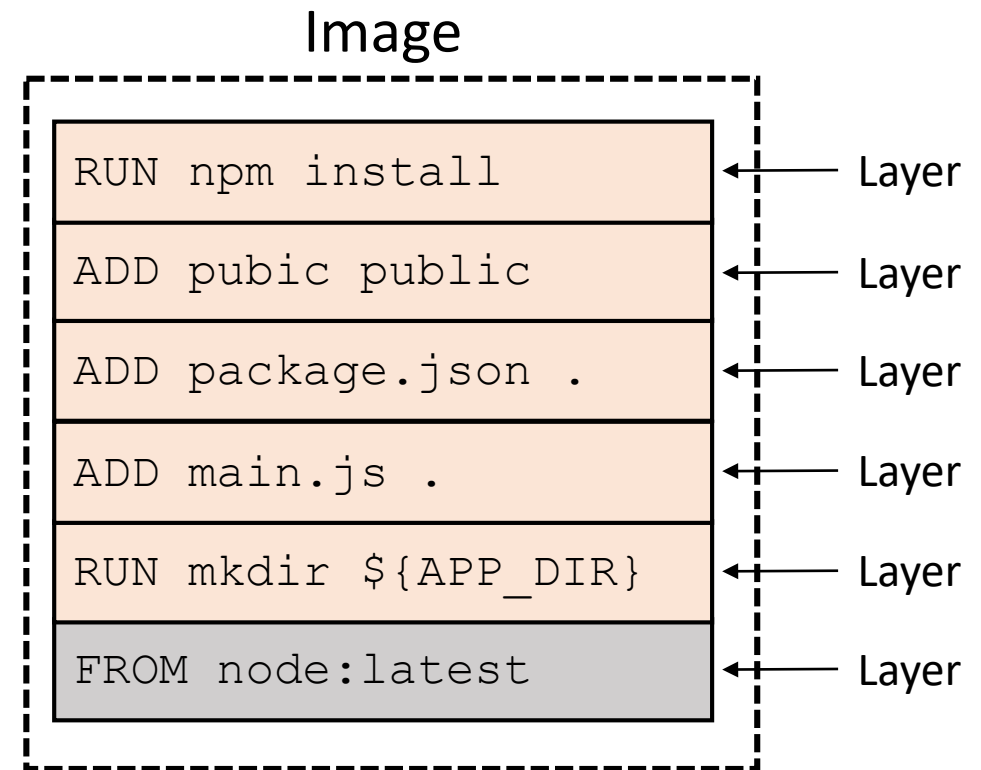 Image
RUN npm install
Layer
ADD pubic public
Layer
ADD package.json .
Layer
ADD main.js .
Layer
RUN mkdir ${APP_DIR}
Layer
FROM node:latest
Layer